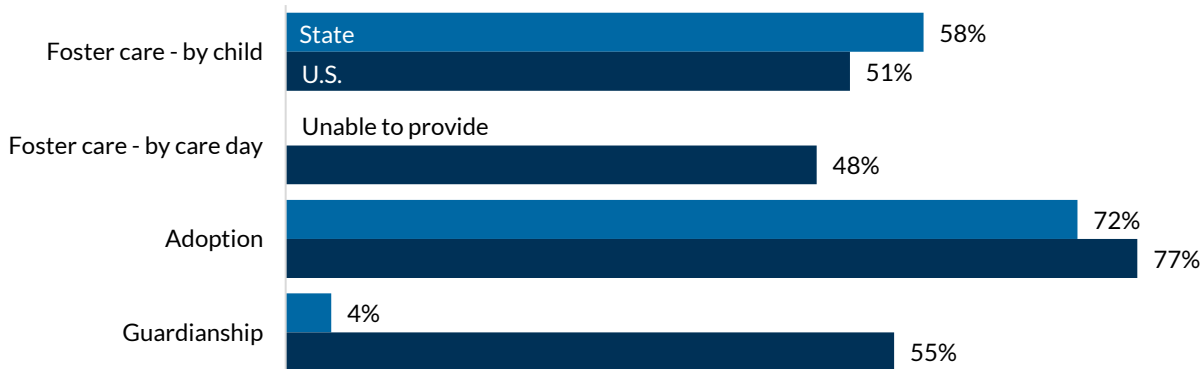 Foster care - by child
State
58%
U.S.
51%
Foster care - by care day
Unable to provide
48%
Adoption
72%
77%
Guardianship
4%
55%